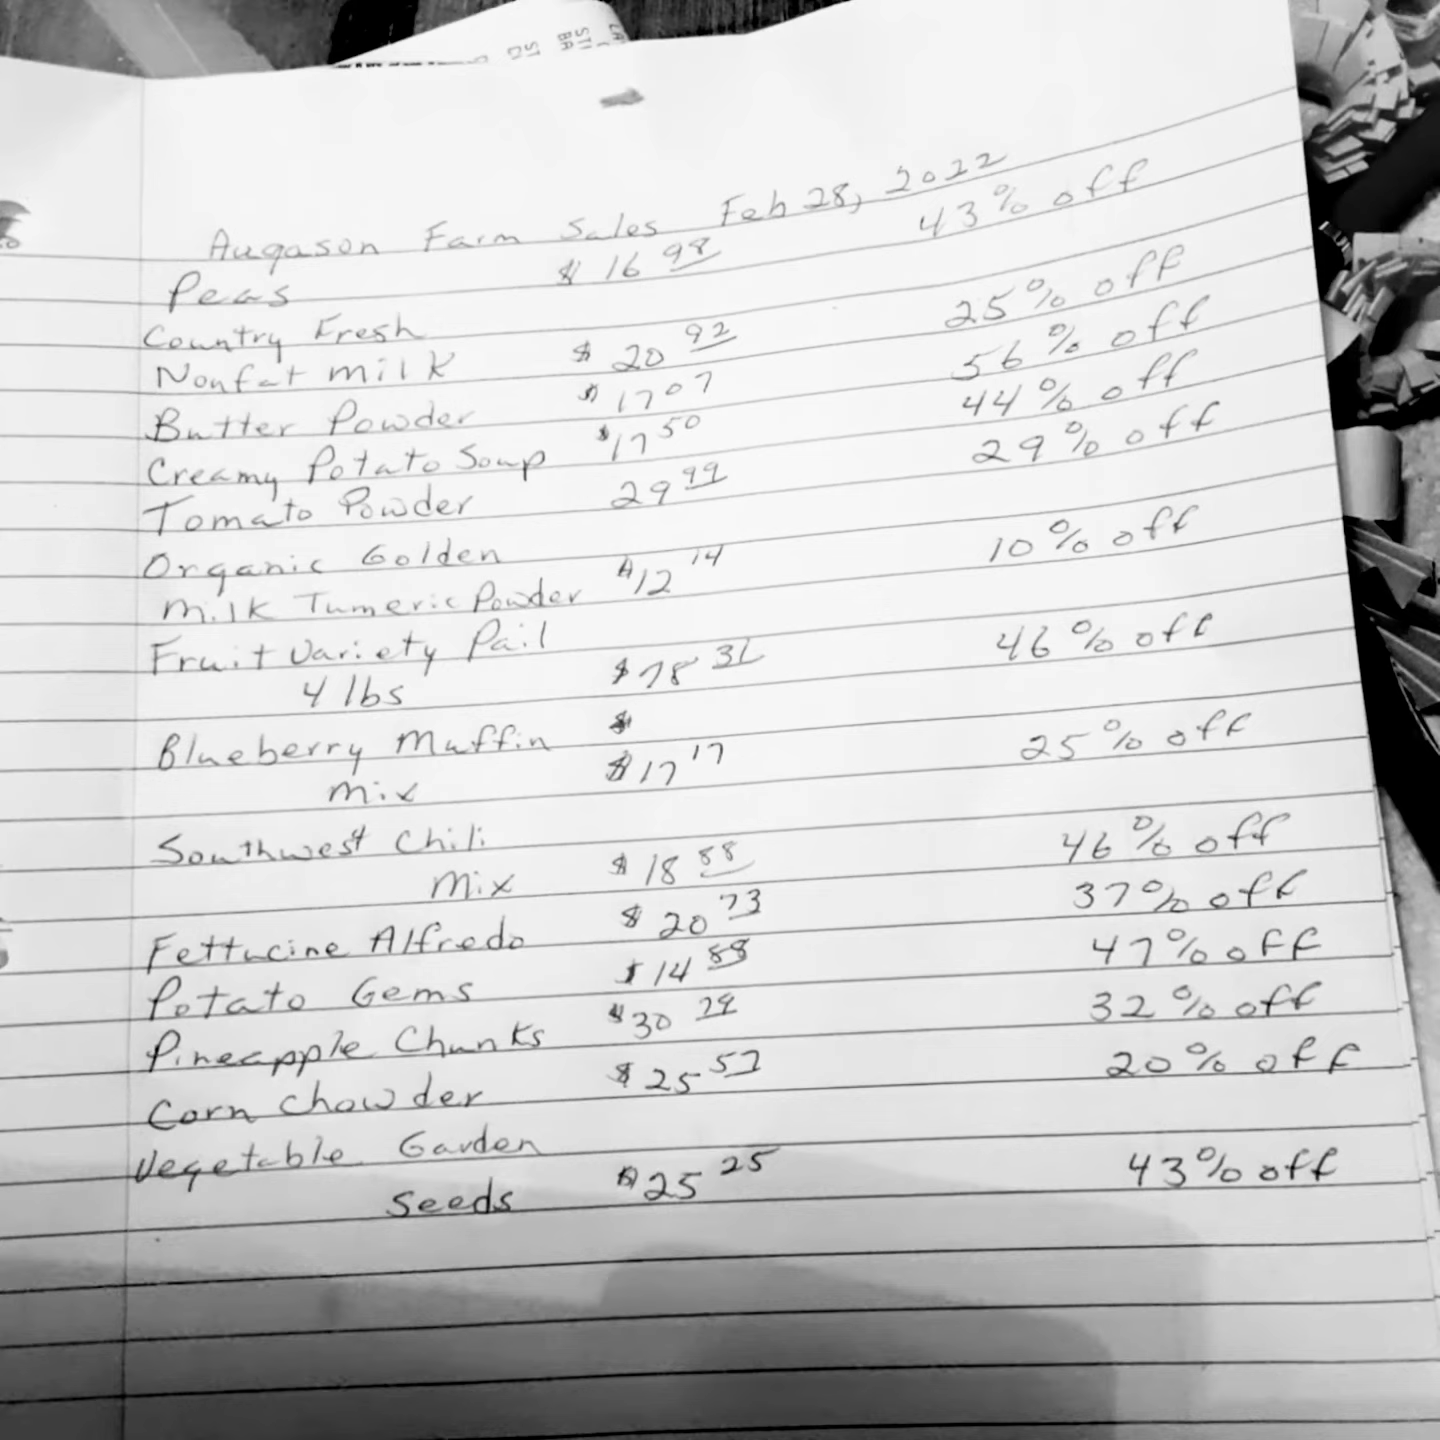 Augason Farm Sales Feb 28, 2022
Peas $16 98 43% off
Country Fresh
Nonfat milk $20 92 25% off
Butter Powder $17 07 56% off
Creamy Potato Soup $17 50 44% off
Tomato Powder 29 99 29% off
Organic Golden
Milk Tumeric Powder $12 14 10% off
Fruit Variety Pail
4 lbs 46% off
Blueberry Muffin $
Mix $17 17 25% off
Southwest Chili
Mix $18 88 46% off
Fettucine Alfredo $20 73 37% off
Potato Gems $14 88 47% off
Pineapple Chunks $30 32% off
Corn Chowder $25 20% off
Vegetable Garden
Seeds $25 25 43% off